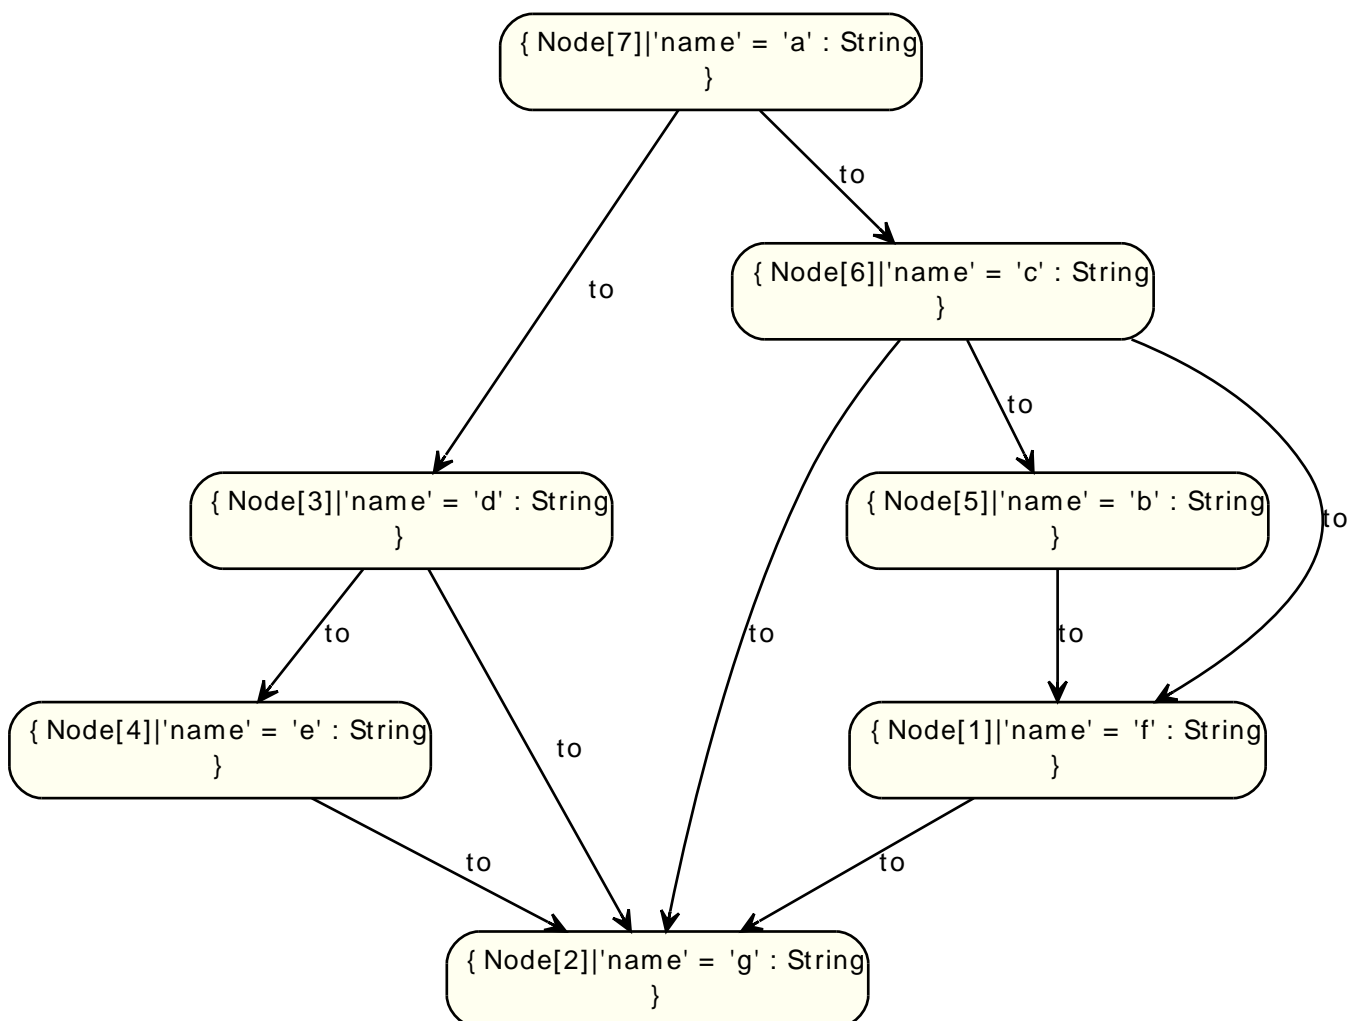 { Node[7]|'name' = 'a' : String
}
to
{ Node[6]|'name' = 'c' : String
}
to
to
{ Node[3]|'name' = 'd' : String
}
{ Node[5]|'name' = 'b' : String
}
to
to
to
to
{ Node[4]|'name' = 'e' : String
}
{ Node[1]|'name' = 'f' : String
}
to
to
to
{ Node[2]|'name' = 'g' : String
}